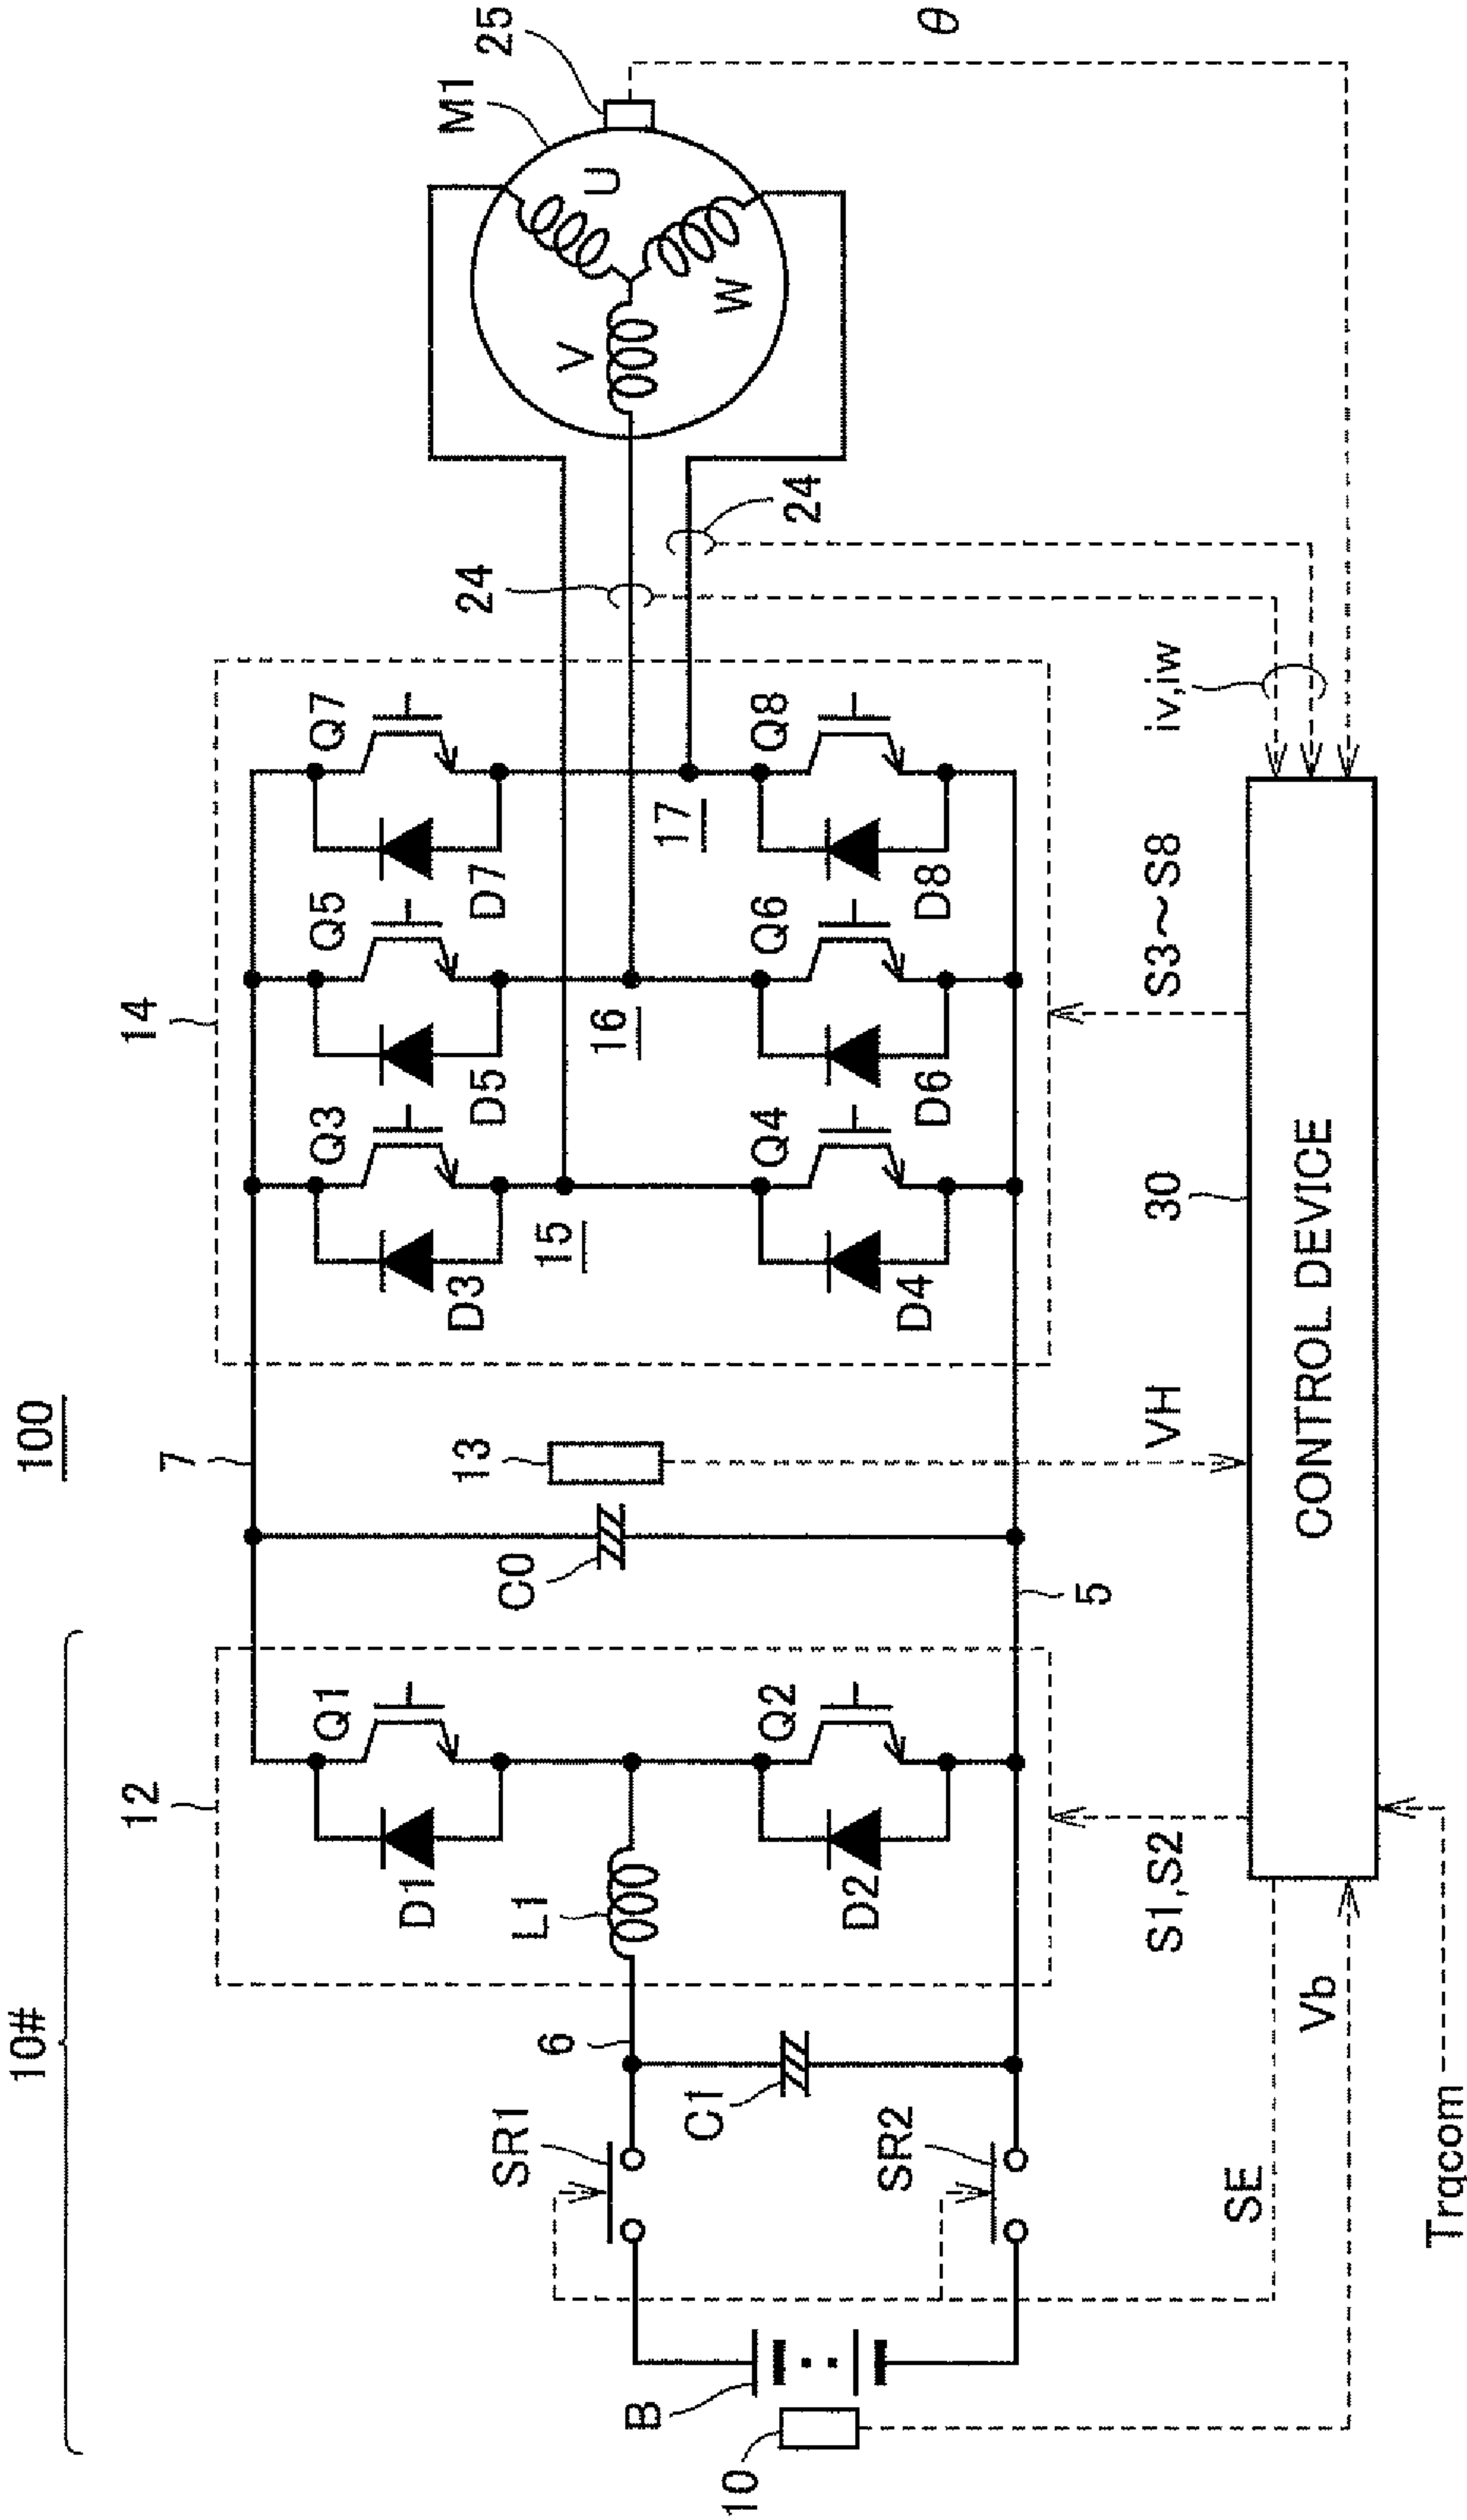 100
10#
12
7
14
Q1
D1
Q2
D2
L1
6
C1
SR1
SR2
B
10
C0
13
5
Q3
D3
Q5
D5
Q7
D7
15
16
17
Q4
D4
Q6
D6
Q8
D8
24
24
M1
25
U
V
W
θ
iv,iw
S3~S8
VH
S1,S2
30
CONTROL DEVICE
SE
Vb
Trqcom